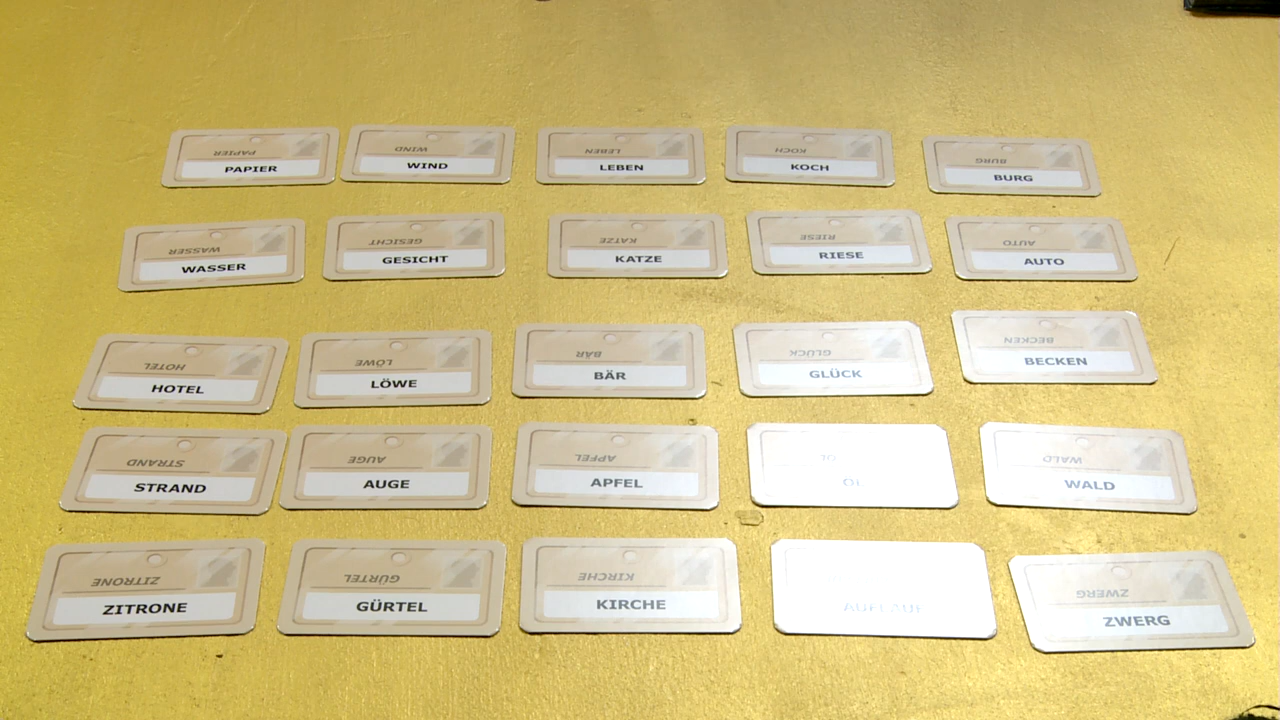 PAPIER
PAPIER
WIND
WIND
LEBEN
LEBEN
KOCH
KOCH
BURG
BURG
WASSER
WASSER
GESICHT
GESICHT
KATZE
KATZE
RIESE
RIESE
AUTO
AUTO
HOTEL
HOTEL
LÖWE
LÖWE
BÄR
BÄR
GLÜCK
GLÜCK
BECKEN
BECKEN
STRAND
STRAND
AUGE
AUGE
APFEL
APFEL
WALD
WALD
ZITRONE
ZITRONE
GÜRTEL
GÜRTEL
KIRCHE
KIRCHE
AUFLAUF
ZWERG
ZWERG